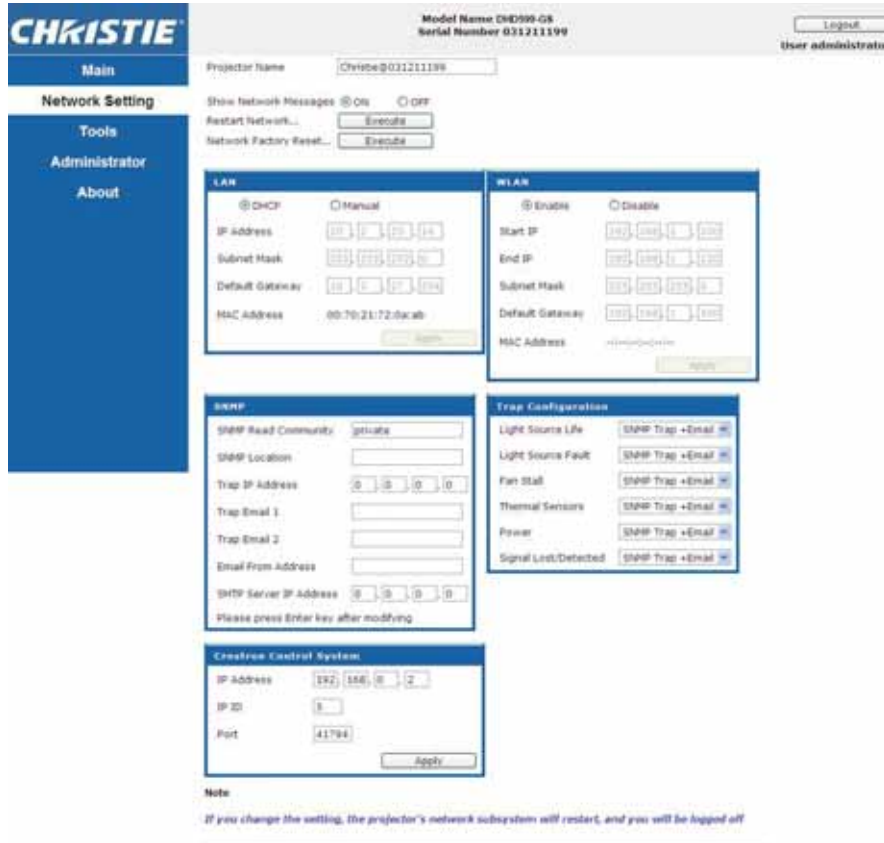 CHRISTIE
Model Name DHD599-GS
Serial Number 031211199
Logout
User administrator
Main
Network Setting
Tools
Administrator
About
Projector Name Christie@031211199
Show Network Messages ON OFF
Restart Network... Execute
Network Factory Reset... Execute
LAN
DHCP Manual
IP Address
Subnet Mask
Default Gateway
MAC Address 00:70:21:72:0a:ab
Apply
WLAN
Enable Disable
Start IP
End IP
Subnet Mask
Default Gateway
MAC Address
Apply
SNMP
SNMP Read Community private
SNMP Location
Trap IP Address 0 . 0 . 0 . 0
Trap Email 1
Trap Email 2
Email From Address
SMTP Server IP Address 0 . 0 . 0 . 0
Please press Enter key after modifying
Trap Configuration
Light Source Life SNMP Trap +Email
Light Source Fault SNMP Trap +Email
Fan Stall SNMP Trap +Email
Thermal Sensors SNMP Trap +Email
Power SNMP Trap +Email
Signal Lost/Detected SNMP Trap +Email
Crestron Control System
IP Address 192 . 168 . 0 . 2
IP ID
Port 41794
Apply
Note
If you change the setting, the projector's network subsystem will restart, and you will be logged off